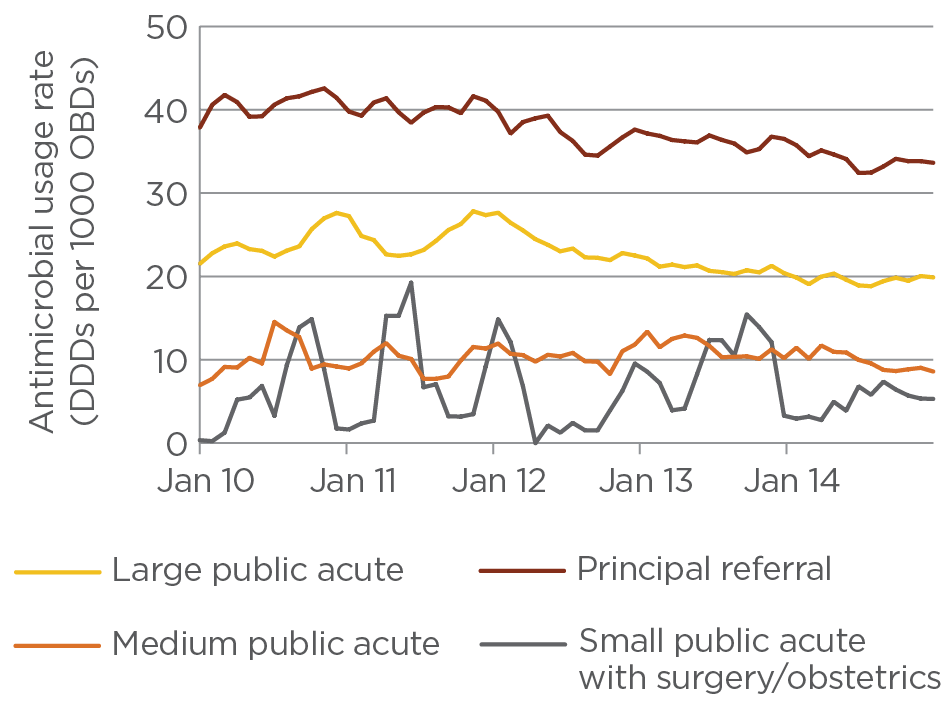 Antimicrobial usage rate
(DDDs per 1000 OBDs)
50
40
30
20
10
0
Jan 10
Jan 11
Jan 12
Jan 13
Jan 14
Large public acute
Principal referral
Medium public acute
Small public acute
with surgery/obstetrics